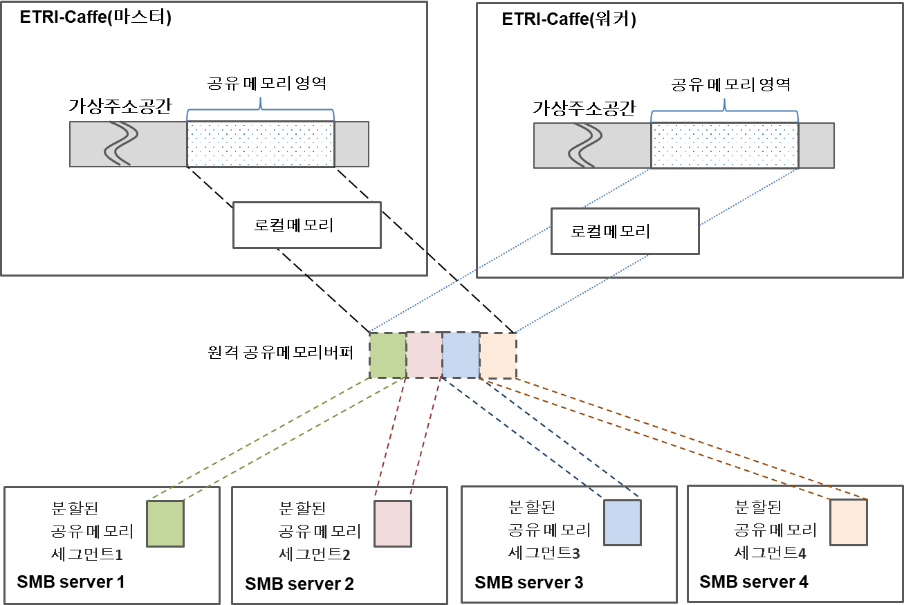 ETRI-Caffe(마스터)
공유메모리영역
가상주소공간
로컬메모리
ETRI-Caffe(워커)
공유메모리영역
가상주소공간
로컬메모리
원격 공유메모리버퍼
분할된
공유메모리
세그먼트1
SMB server 1
분할된
공유메모리
세그먼트2
SMB server 2
분할된
공유메모리
세그먼트3
SMB server 3
분할된
공유메모리
세그먼트4
SMB server 4